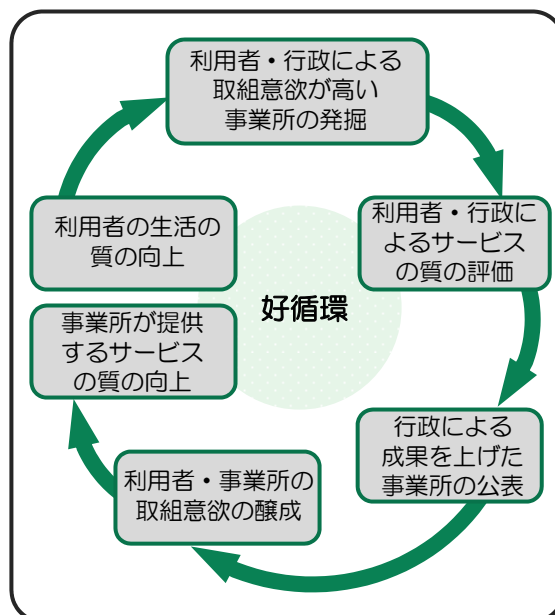 利用者・行政による
取組意欲が高い
事業所の発掘
利用者・行政に
よるサービス
の質の評価
行政による
成果を上げた
事業所の公表
利用者・事業所の
取組意欲の醸成
事業所が提供
するサービス
の質の向上
利用者の生活の
質の向上
好循環